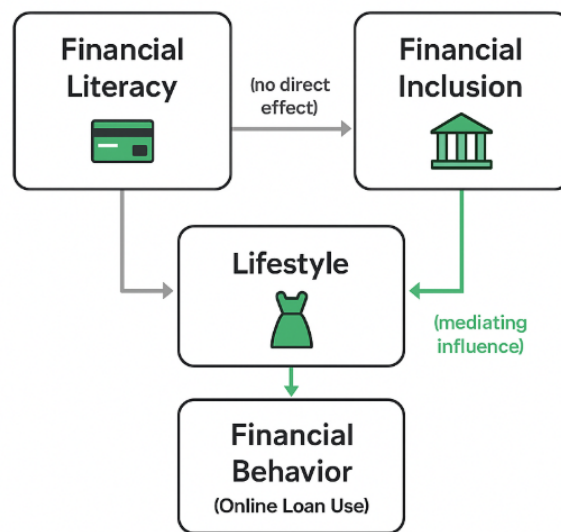 Financial
Literacy
(no direct
effect)
Financial
Inclusion
Lifestyle
(mediating
influence)
Financial
Behavior
(Online Loan Use)